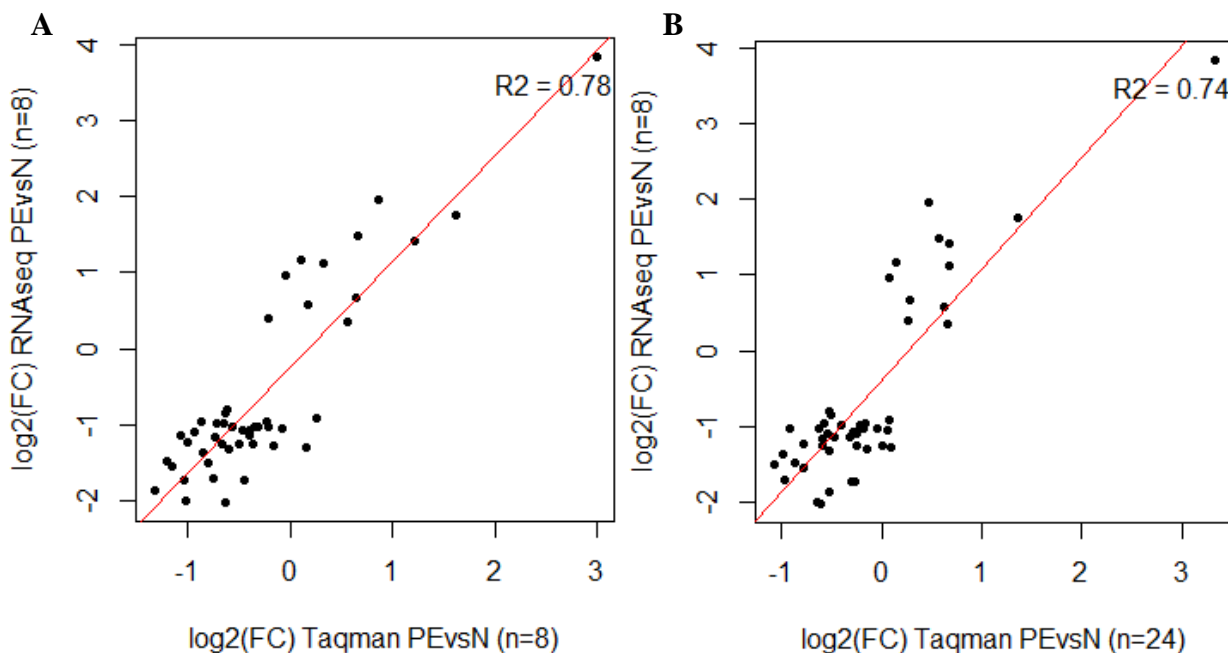 A
log2(FC) RNAseq PEvsN (n=8)
4
3
2
1
0
-1
-2
R2 = 0.78
-1 0 1 2 3
log2(FC) Taqman PEvsN (n=8)
B
log2(FC) RNAseq PEvsN (n=8)
4
3
2
1
0
-1
-2
R2 = 0.74
-1 0 1 2 3
log2(FC) Taqman PEvsN (n=24)